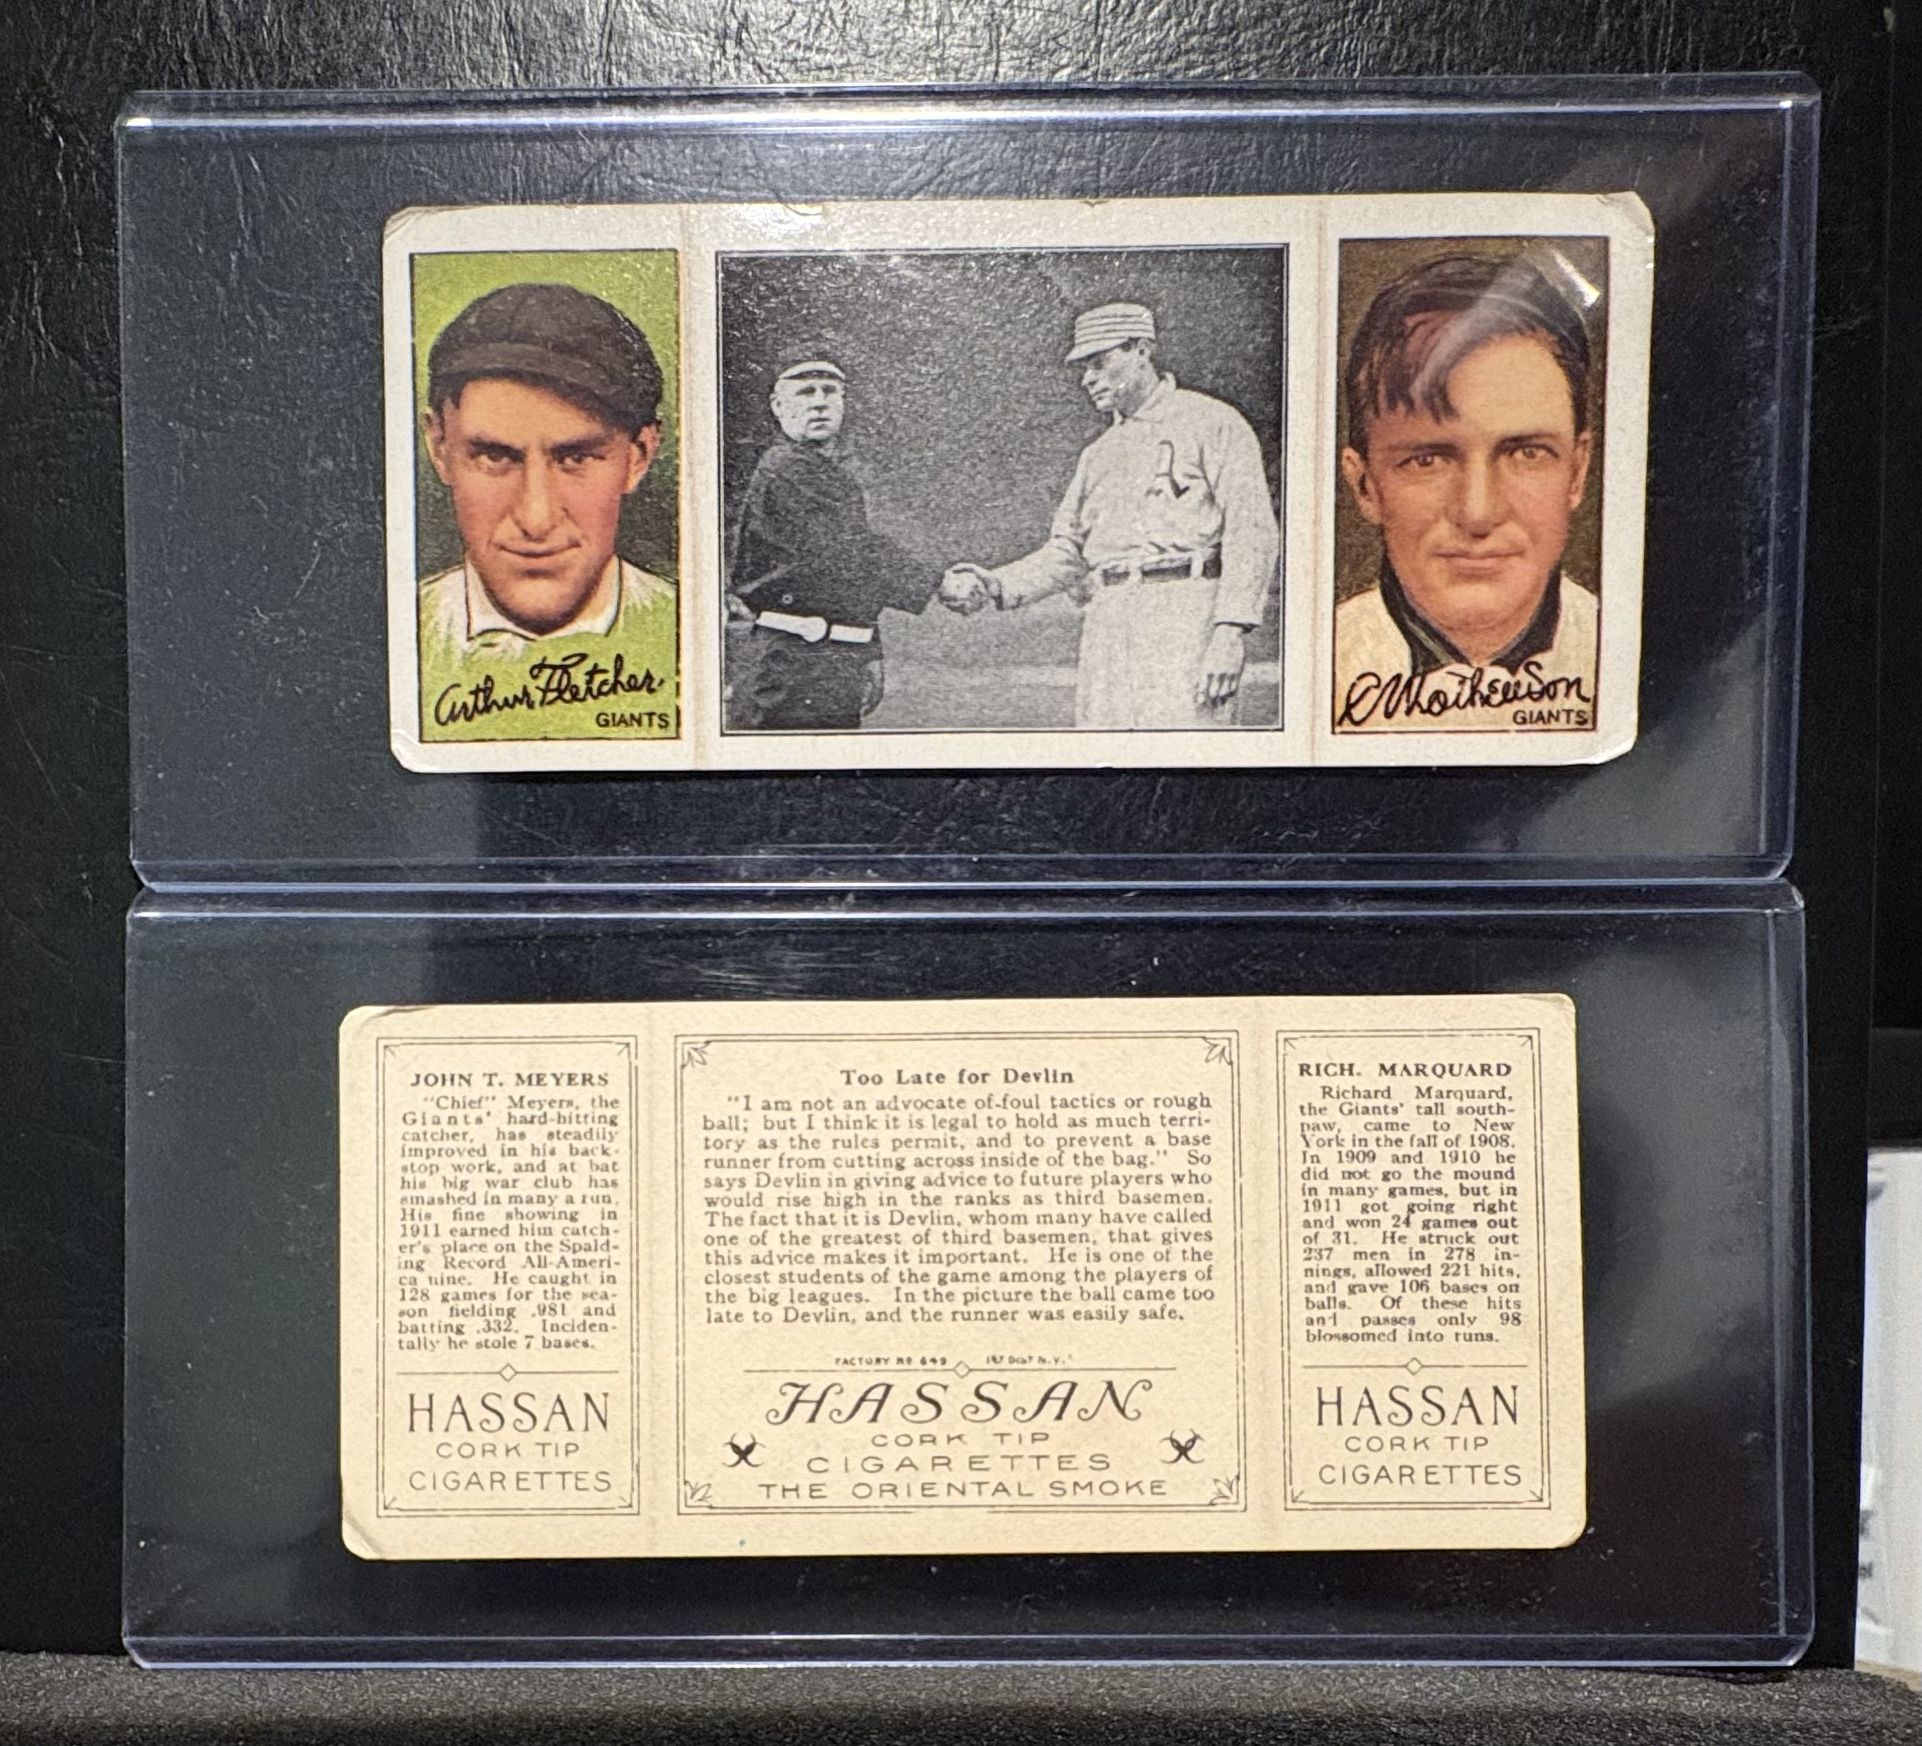 Arthur Fletcher.
GIANTS
C Mathewson
GIANTS
JOHN T. MEYERS
"Chief" Meyers, the
Giants' hard-hitting
catcher, has steadily
improved in his back-
stop work, and at bat
his big war club has
smashed in many a run.
His fine showing in
1911 earned him catch-
er's place on the Spald-
ing Record All-Ameri-
ca nine. He caught in
128 games for the sea-
son fielding .981 and
batting .332. Inciden-
tally he stole 7 bases.
HASSAN
CORK TIP
CIGARETTES
Too Late for Devlin
"I am not an advocate of-foul tactics or rough
ball; but I think it is legal to hold as much terri-
tory as the rules permit, and to prevent a base
runner from cutting across inside of the bag." So
says Devlin in giving advice to future players who
would rise high in the ranks as third basemen.
The fact that it is Devlin, whom many have called
one of the greatest of third basemen, that gives
this advice makes it important. He is one of the
closest students of the game among the players of
the big leagues. In the picture the ball came too
late to Devlin, and the runner was easily safe.
FACTORY No 649 1ST DIST N.Y.
HASSAN
CORK TIP
CIGARETTES
THE ORIENTAL SMOKE
RICH. MARQUARD
Richard Marquard,
the Giants' tall south-
paw, came to New
York in the fall of 1908.
In 1909 and 1910 he
did not go the mound
in many games, but in
1911 got going right
and won 24 games out
of 31. He struck out
237 men in 278 in-
nings, allowed 221 hits,
and gave 106 bases on
balls. Of these hits
and passes only 98
blossomed into runs.
HASSAN
CORK TIP
CIGARETTES